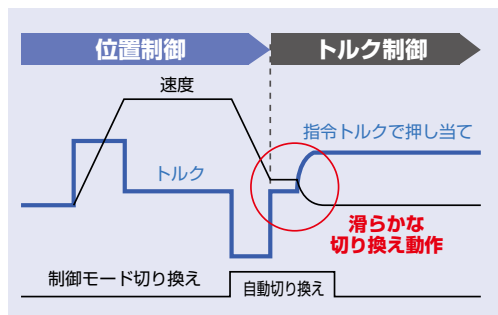 位置制御
トルク制御
速度
指令トルクで押し当て
トルク
滑らかな
切り換え動作
制御モード切り換え
自動切り換え